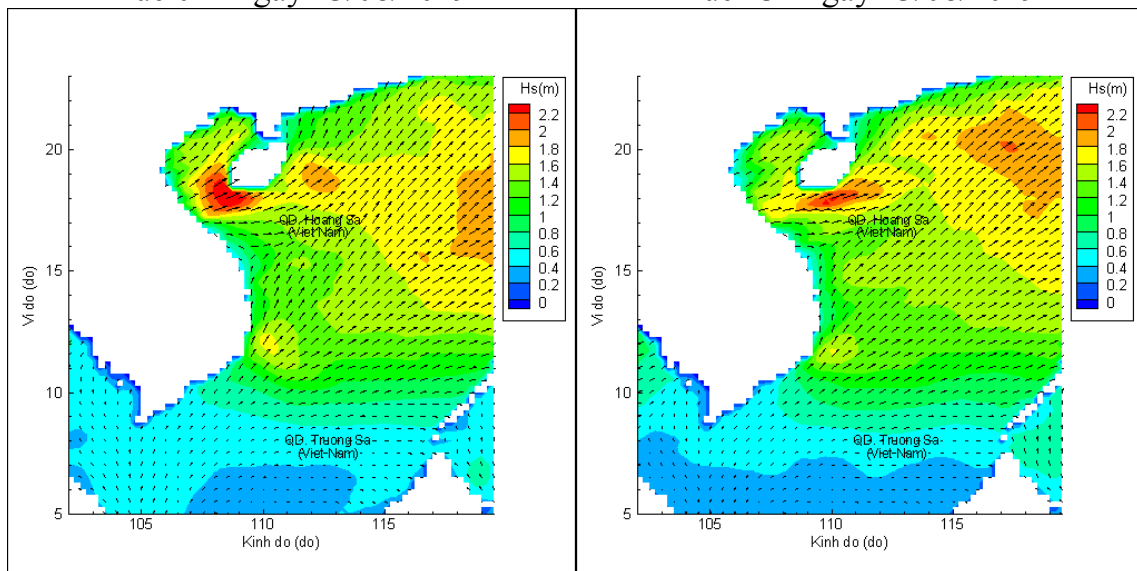 Hs(m)
2.2
2
1.8
1.6
1.4
1.2
1
0.8
0.6
0.4
0.2
0
20
15
10
5
Vi do (do)
QD. Hoang Sa
(Viet Nam)
QD. Truong Sa
(Viet-Nam)
105
110
115
Kinh do (do)
Hs(m)
2.2
2
1.8
1.6
1.4
1.2
1
0.8
0.6
0.4
0.2
0
20
15
10
5
Vi do (do)
QD. Hoang Sa
(Viet Nam)
QD. Truong Sa
(Viet-Nam)
105
110
115
Kinh do (do)